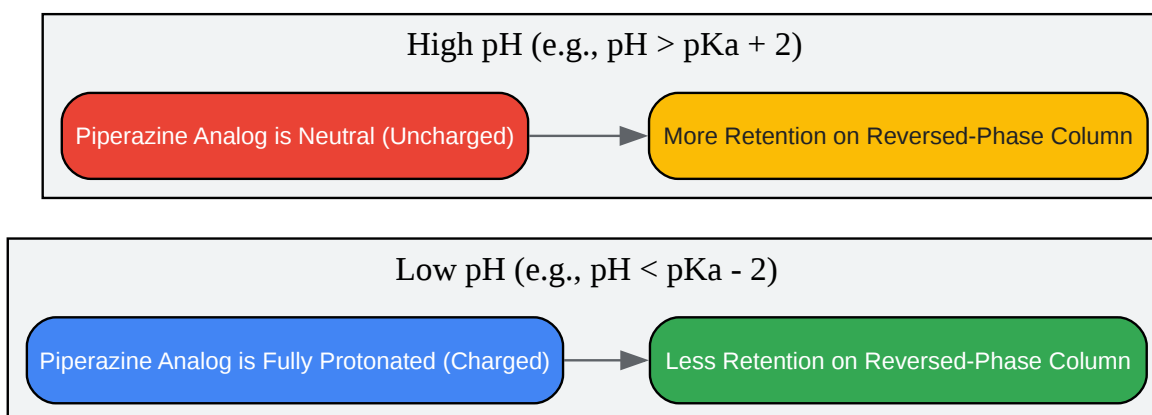 High pH (e.g., pH > pKa + 2)
Piperazine Analog is Neutral (Uncharged)
More Retention on Reversed-Phase Column
Low pH (e.g., pH < pKa - 2)
Piperazine Analog is Fully Protonated (Charged)
Less Retention on Reversed-Phase Column